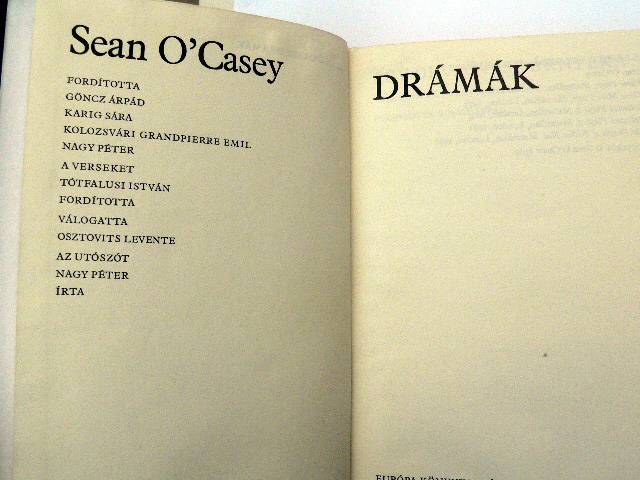 Sean O'Casey
FORDÍTOTTA
GÖNCZ ÁRPÁD
KARIG SÁRA
KOLOZSVÁRI GRANDPIERRE EMIL
NAGY PÉTER
A VERSEKET
TÓTFALUSI ISTVÁN
FORDÍTOTTA
VÁLOGATTA
OSZTOVITS LEVENTE
AZ UTÓSZÓT
NAGY PÉTER
ÍRTA
DRÁMÁK
EURÓPA